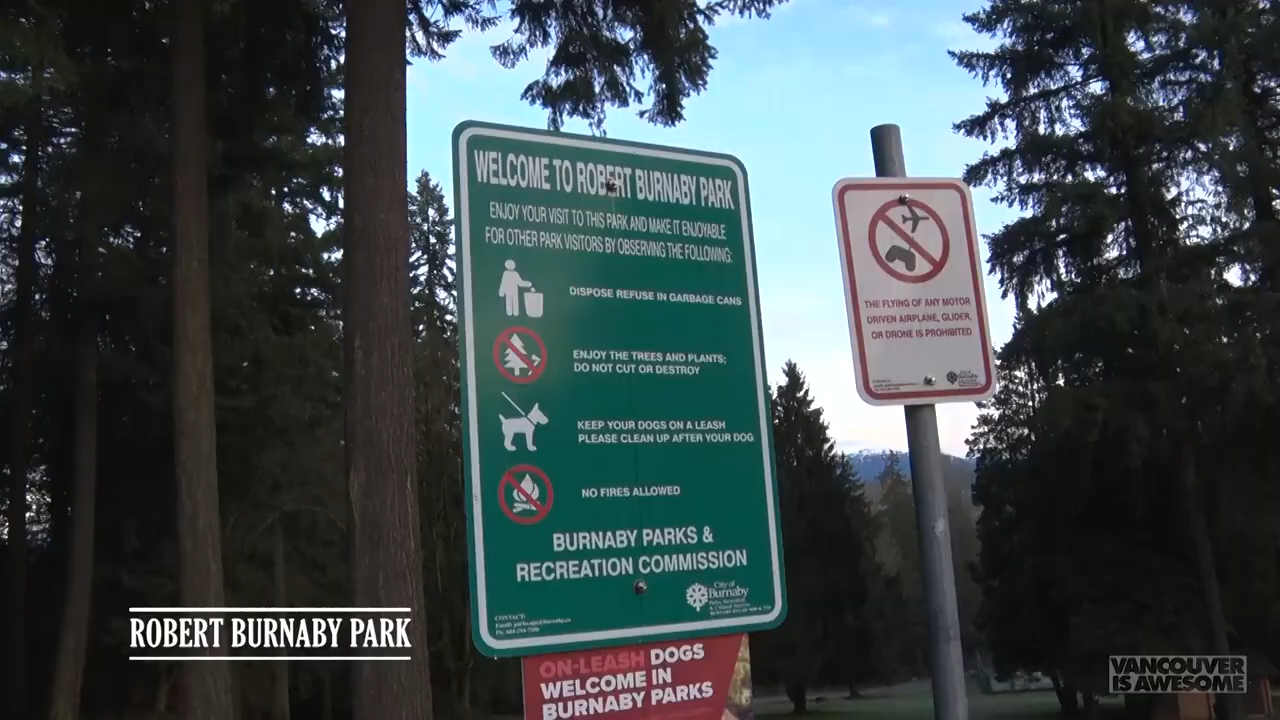 WELCOME TO ROBERT BURNABY PARK
ENJOY YOUR VISIT TO THIS PARK AND MAKE IT ENJOYABLE
FOR OTHER PARK VISITORS BY OBSERVING THE FOLLOWING:
DISPOSE REFUSE IN GARBAGE CANS
ENJOY THE TREES AND PLANTS;
DO NOT CUT OR DESTROY
KEEP YOUR DOGS ON A LEASH
PLEASE CLEAN UP AFTER YOUR DOG
NO FIRES ALLOWED
BURNABY PARKS &
RECREATION COMMISSION
City of
Burnaby
CONTACT:
ON-LEASH DOGS
WELCOME IN
BURNABY PARKS
THE FLYING OF ANY MOTOR
DRIVEN AIRPLANE, GLIDER,
OR DRONE IS PROHIBITED
Burnaby
ROBERT BURNABY PARK
VANCOUVER
IS AWESOME